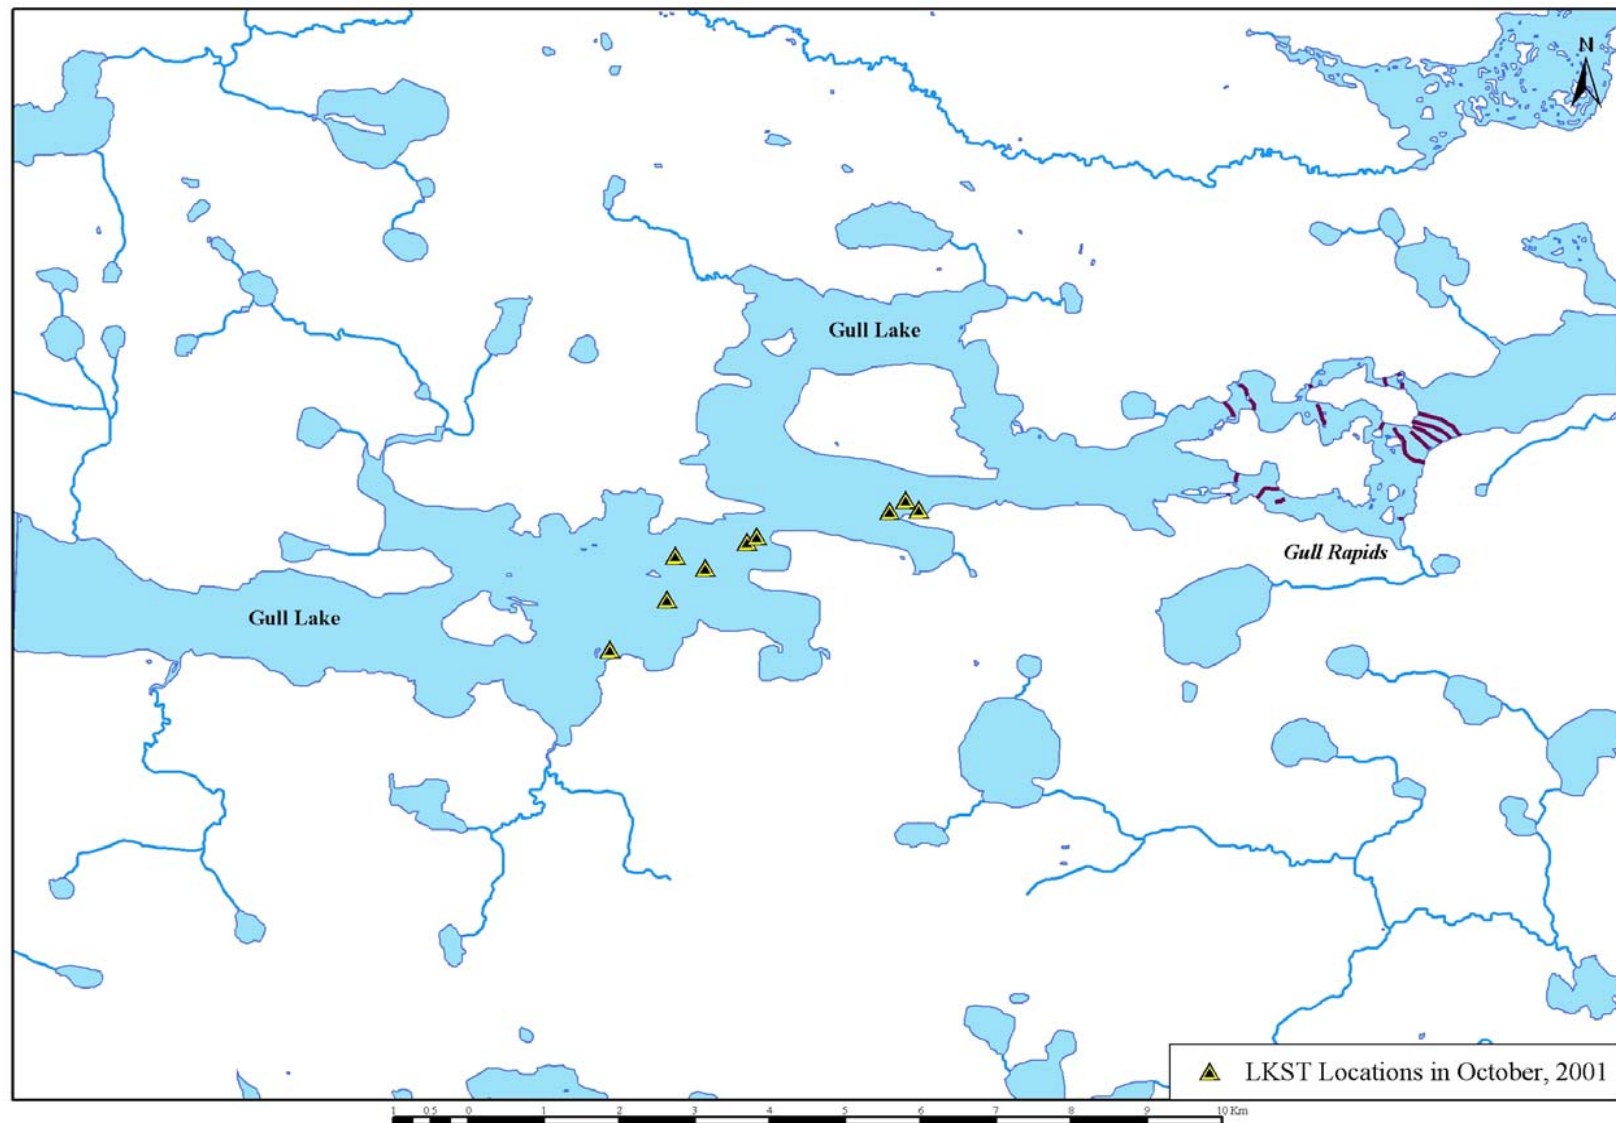 N
Gull Lake
Gull Rapids
Gull Lake
LKST Locations in October, 2001
1 0.5 0 1 2 3 4 5 6 7 8 9 10 Km